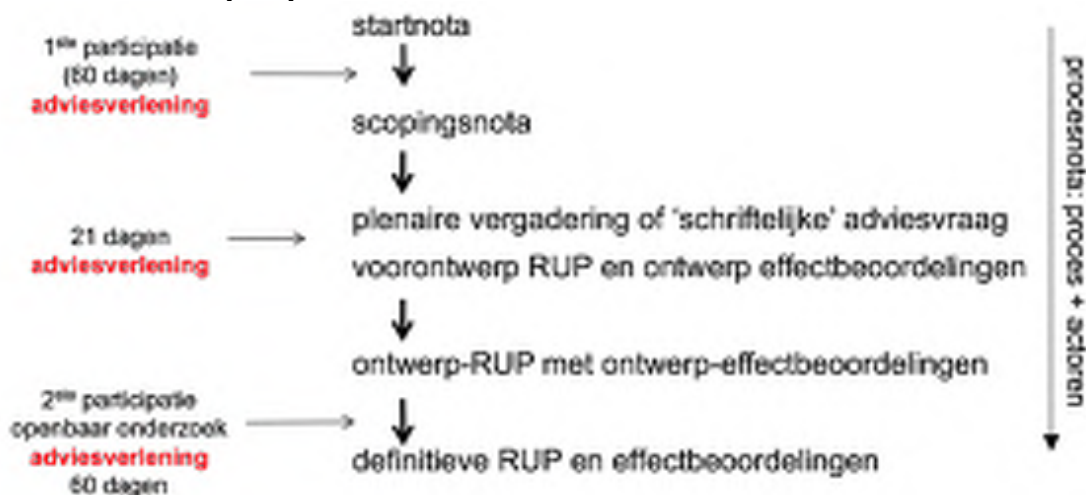 startnota
1ste participatie
(60 dagen)
adviesverlening
scopingsnota
plenaire vergadering of 'schriftelijke' adviesvraag
21 dagen
adviesverlening
voorontwerp RUP en ontwerp effectbeoordelingen
ontwerp-RUP met ontwerp-effectbeoordelingen
2de participatie
openbaar onderzoek
adviesverlening
60 dagen
definitieve RUP en effectbeoordelingen
procesnota: proces + actoren